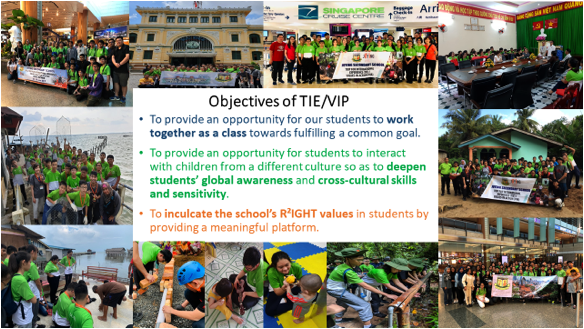 SINGAPORE
CRUISE CENTRE
Baggage Check-in
Objectives of TIE/VIP
• To provide an opportunity for our students to work
together as a class towards fulfilling a common goal.
• To provide an opportunity for students to interact
with children from a different culture so as to deepen
students' global awareness and cross-cultural skills
and sensitivity.
• To inculcate the school's R²IGHT values in students by
providing a meaningful platform.